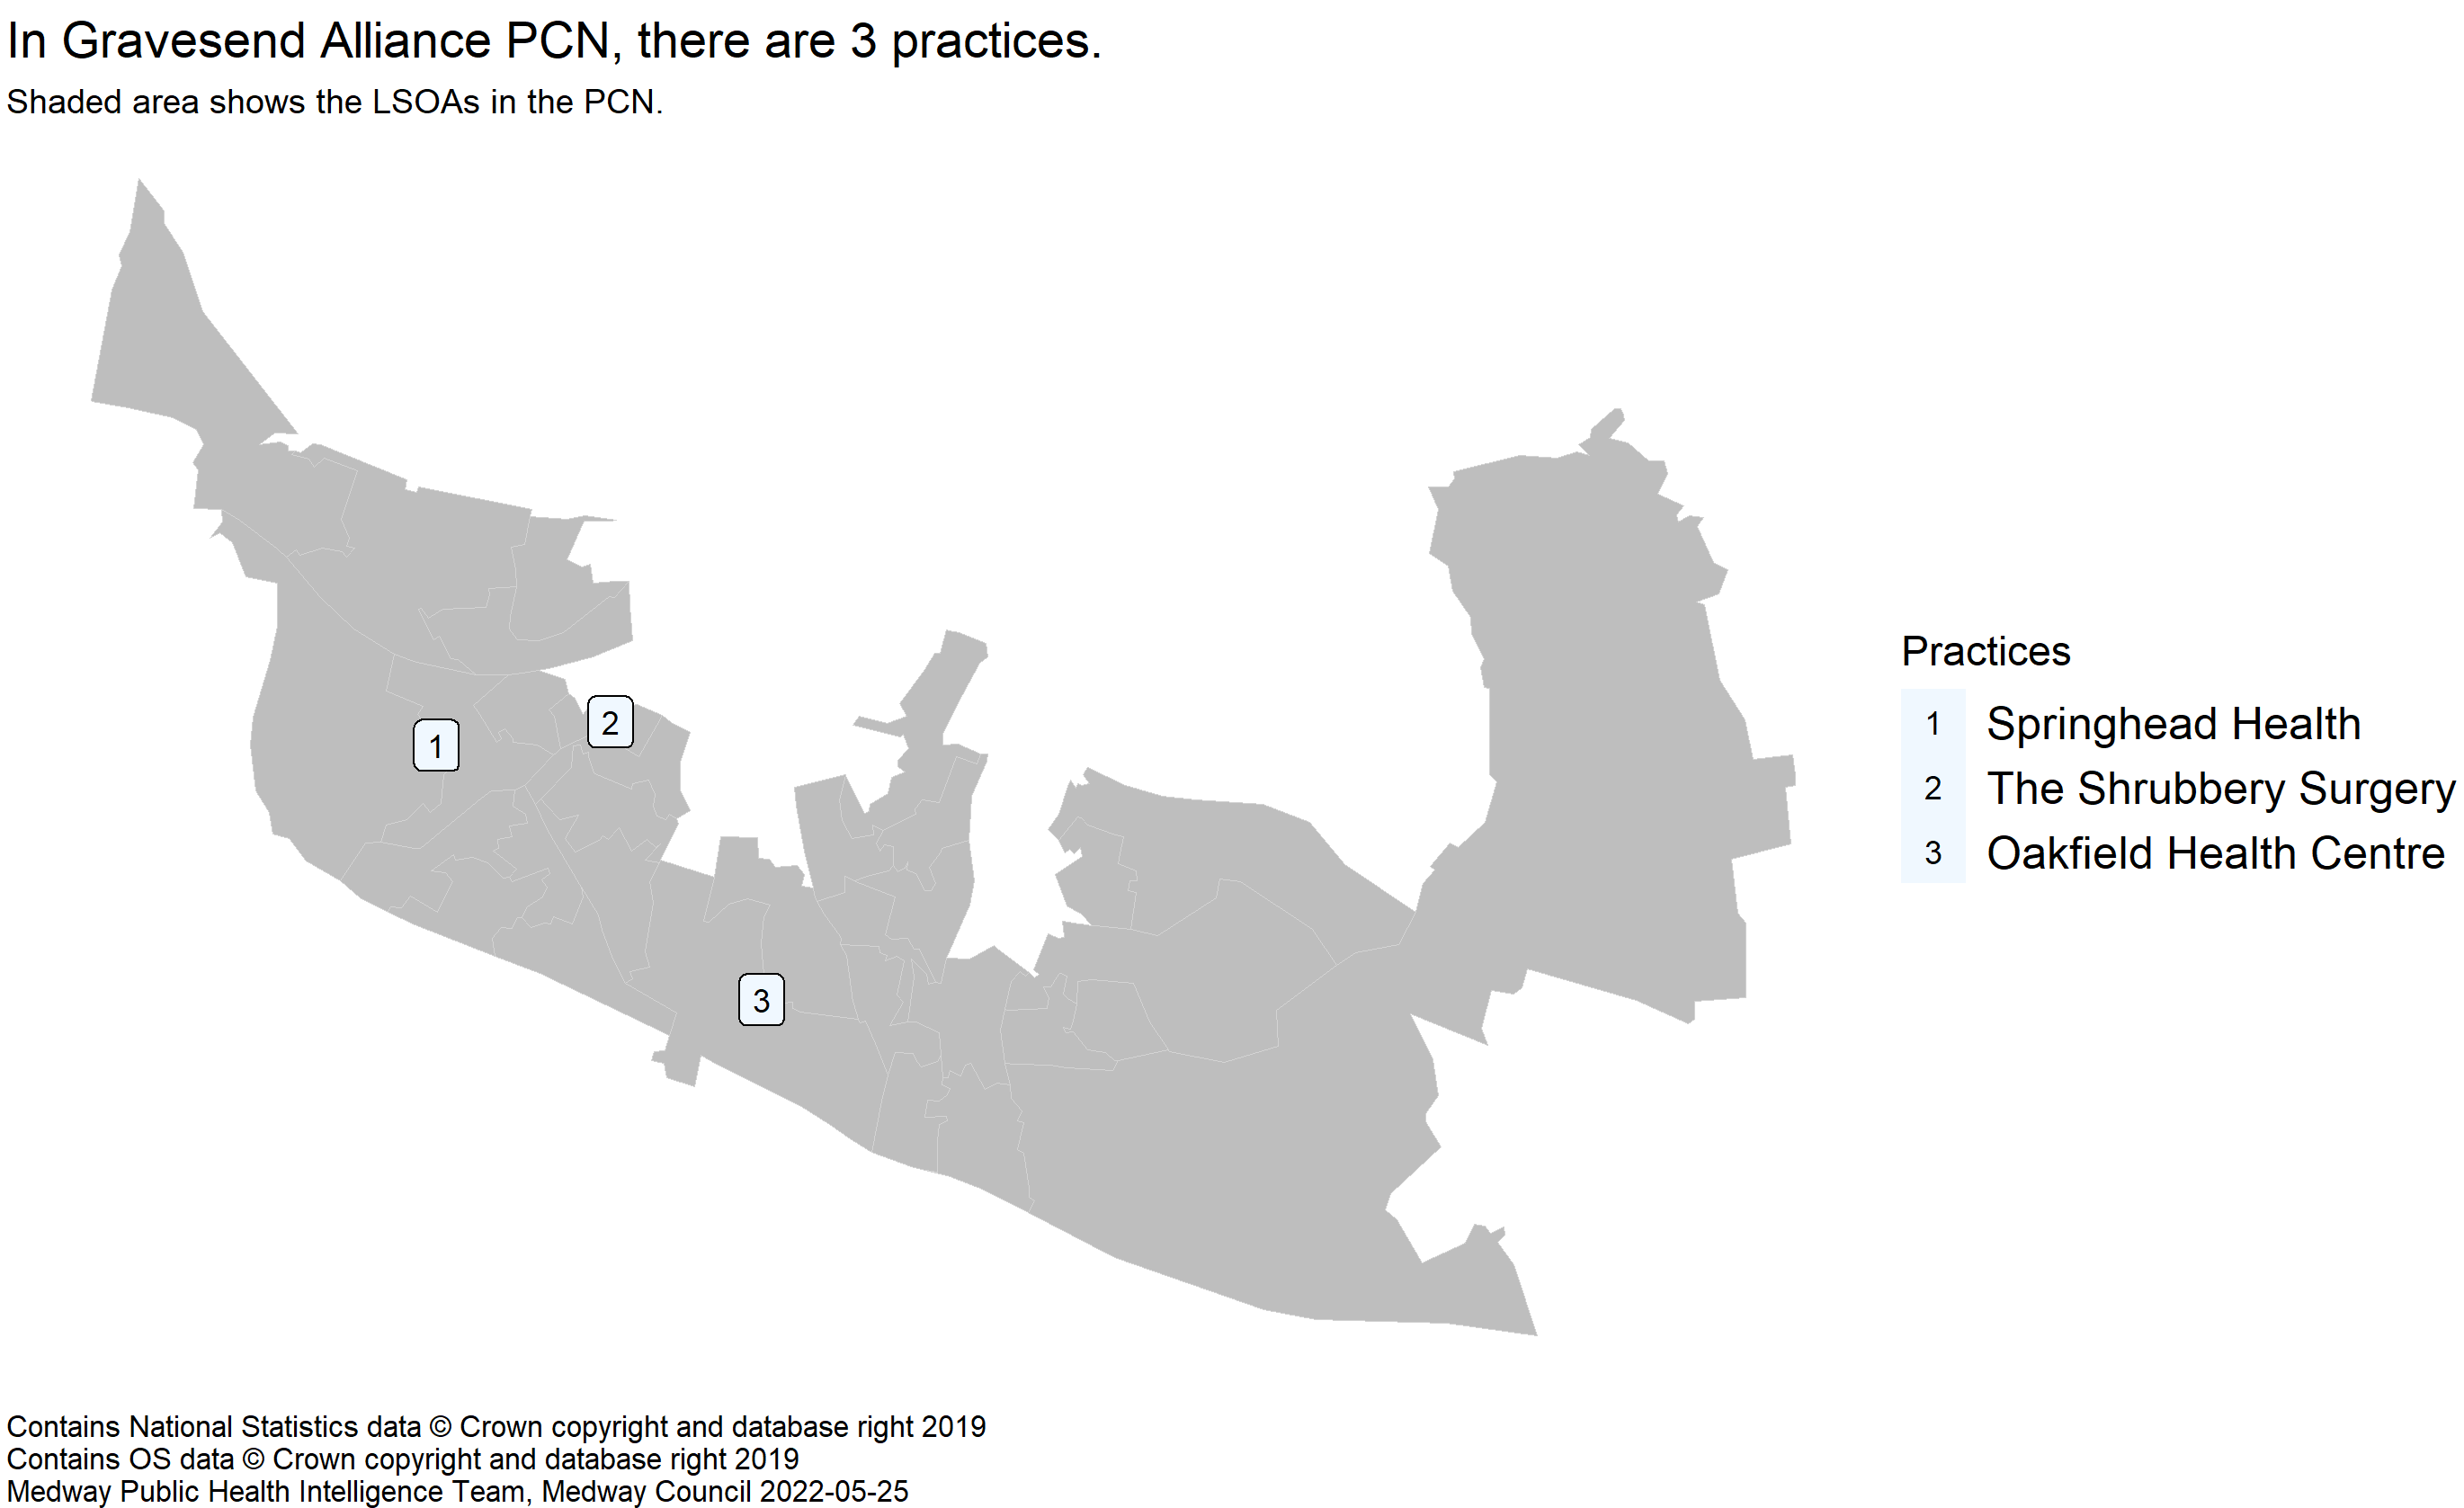 In Gravesend Alliance PCN, there are 3 practices.
Shaded area shows the LSOAs in the PCN.
2
1
3
Practices
1 Springhead Health
2 The Shrubbery Surgery
3 Oakfield Health Centre
Contains National Statistics data © Crown copyright and database right 2019
Contains OS data © Crown copyright and database right 2019
Medway Public Health Intelligence Team, Medway Council 2022-05-25